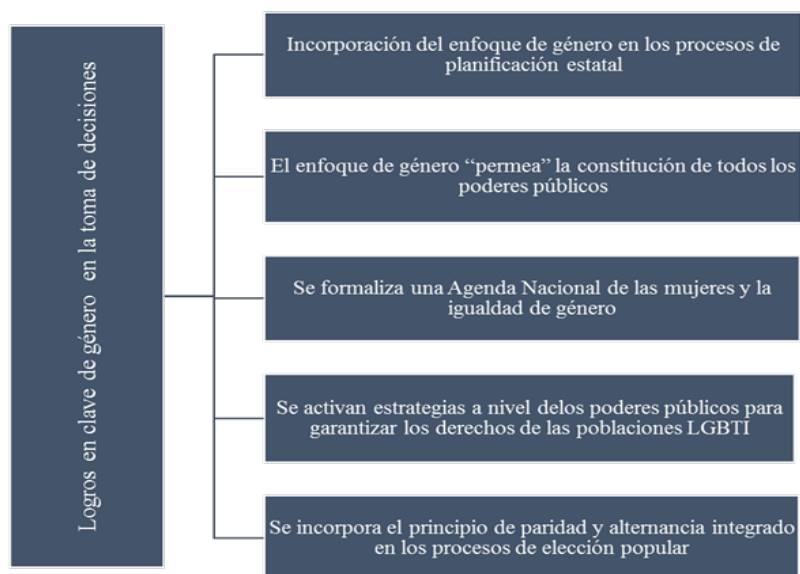 Logros en clave de género en la toma de decisiones
Incorporación del enfoque de género en los procesos de
planificación estatal
El enfoque de género “permea” la constitución de todos los
poderes públicos
Se formaliza una Agenda Nacional de las mujeres y la
igualdad de género
Se activan estrategias a nivel delos poderes públicos para
garantizar los derechos de las poblaciones LGBTI
Se incorpora el principio de paridad y alternancia integrado
en los procesos de elección popular